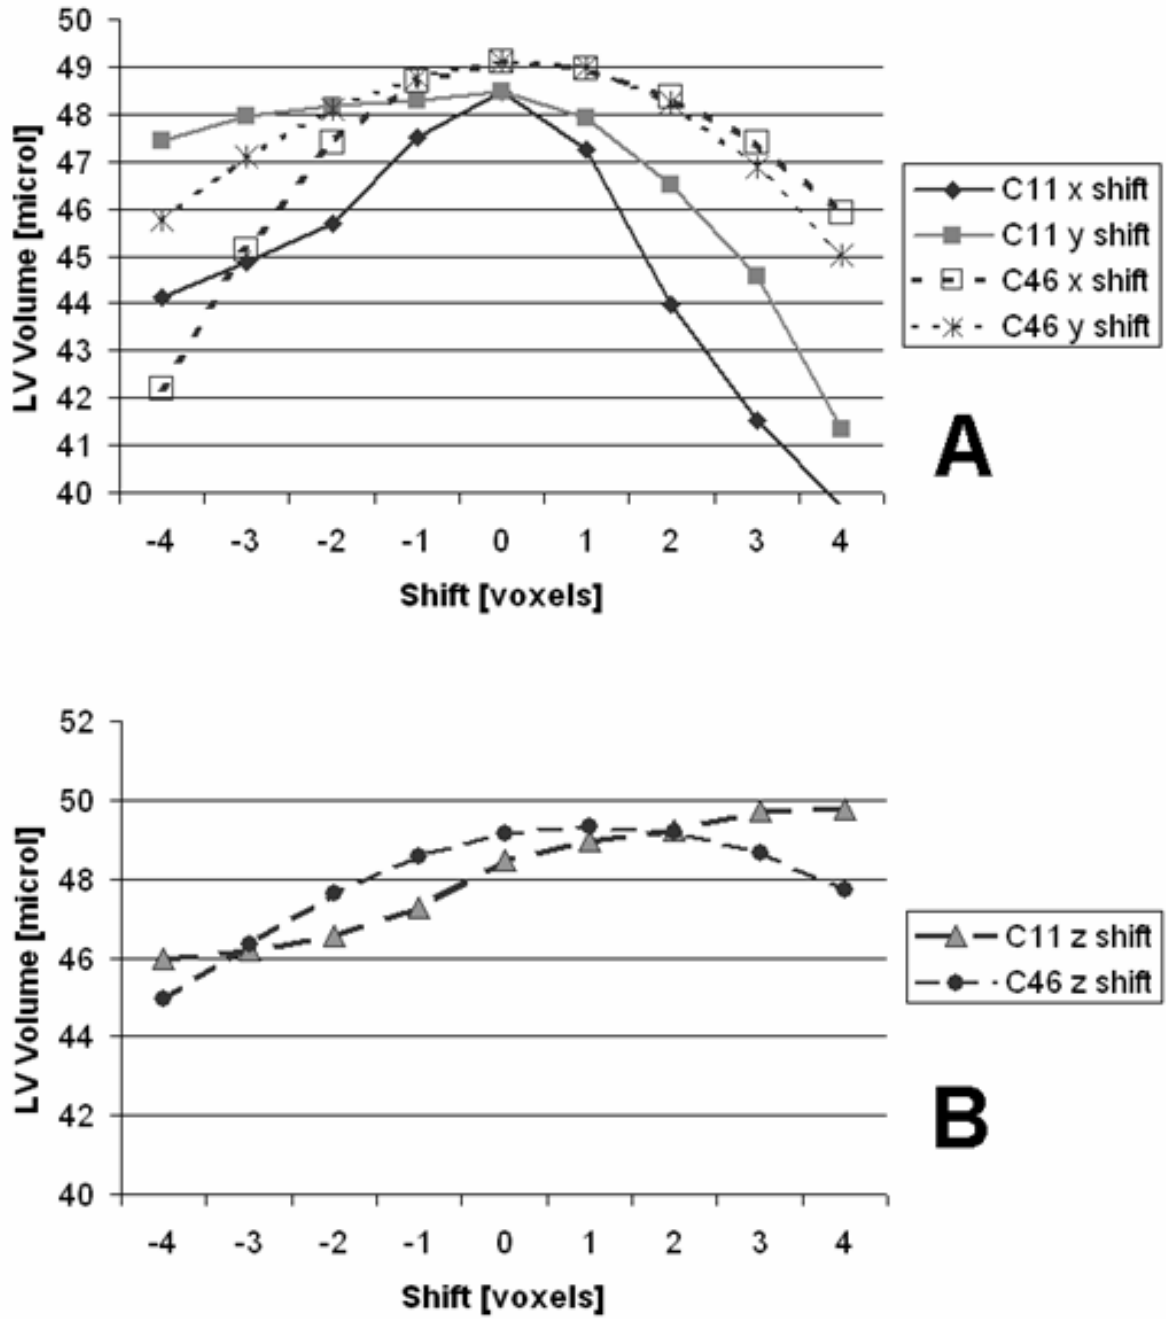 50
49
48
47
46
45
44
43
42
41
40
LV Volume [microl]
-4 -3 -2 -1 0 1 2 3 4
Shift [voxels]
C11 x shift
C11 y shift
C46 x shift
C46 y shift
A
52
50
48
46
44
42
40
LV Volume [microl]
-4 -3 -2 -1 0 1 2 3 4
Shift [voxels]
C11 z shift
C46 z shift
B